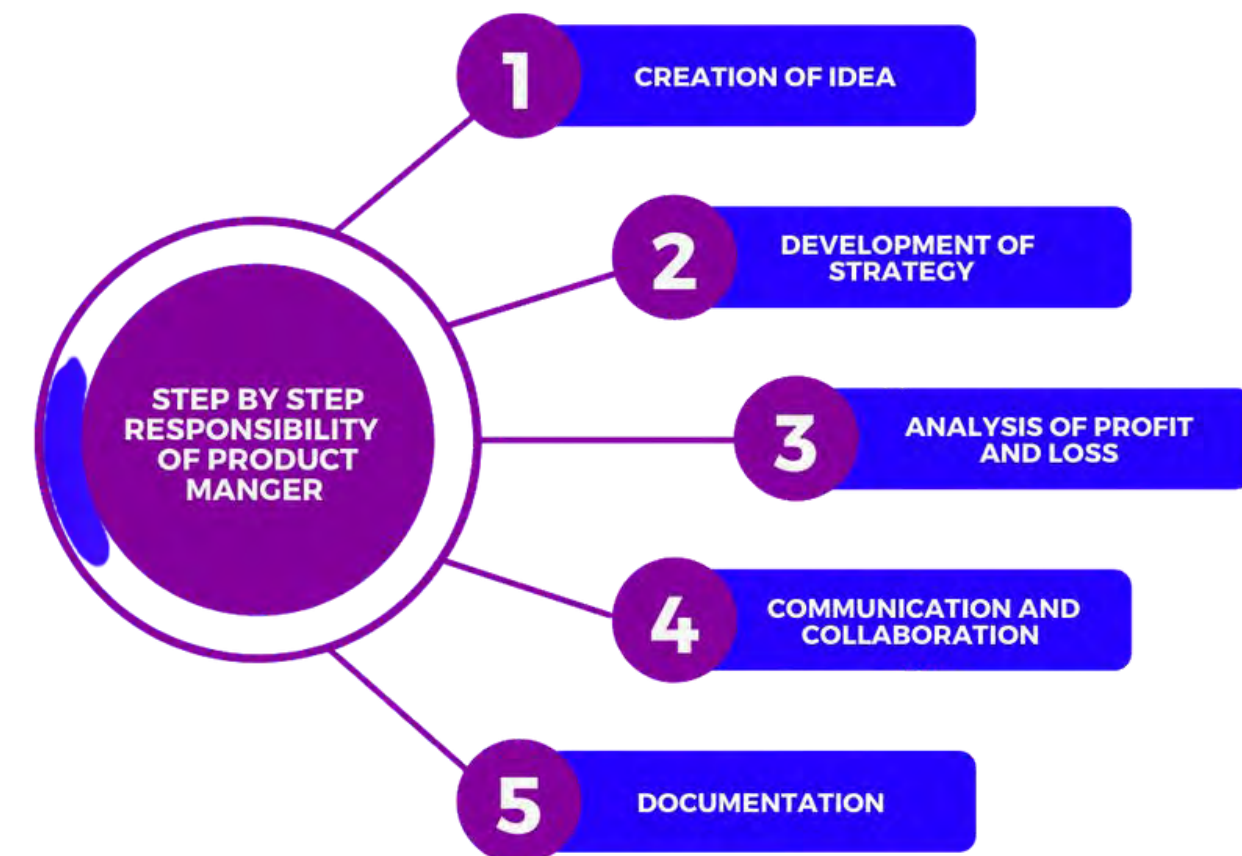 STEP BY STEP
RESPONSIBILITY
OF PRODUCT
MANGER
1
CREATION OF IDEA
2
DEVELOPMENT OF
STRATEGY
3
ANALYSIS OF PROFIT
AND LOSS
4
COMMUNICATION AND
COLLABORATION
5
DOCUMENTATION